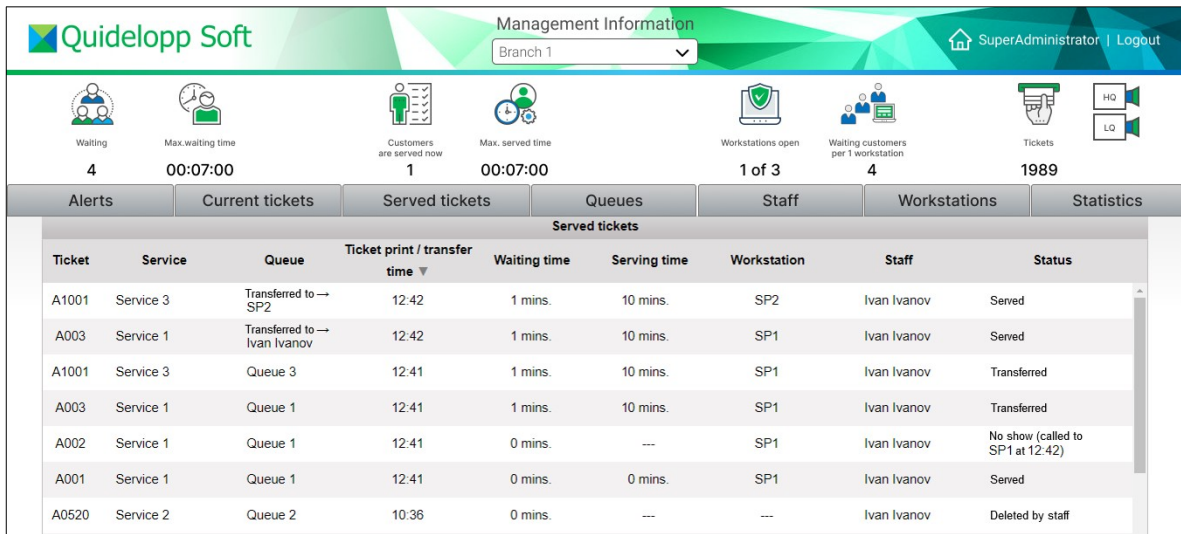 Quidelopp Soft
Management Information
Branch 1
SuperAdministrator | Logout
HQ
LQ
Waiting
Max.waiting time
Customers
are served now
Max. served time
Workstations open
Waiting customers
per 1 workstation
Tickets
4 00:07:00 1 00:07:00 1 of 3 4 1989
Alerts Current tickets Served tickets Queues Staff Workstations Statistics
Served tickets
Ticket Service Queue Ticket print / transfer
time ▼ Waiting time Serving time Workstation Staff Status
A1001 Service 3 Transferred to →
SP2 12:42 1 mins. 10 mins. SP2 Ivan Ivanov Served
A003 Service 1 Transferred to →
Ivan Ivanov 12:42 1 mins. 10 mins. SP1 Ivan Ivanov Served
A1001 Service 3 Queue 3 12:41 1 mins. 10 mins. SP1 Ivan Ivanov Transferred
A003 Service 1 Queue 1 12:41 1 mins. 10 mins. SP1 Ivan Ivanov Transferred
A002 Service 1 Queue 1 12:41 0 mins. --- SP1 Ivan Ivanov No show (called to
SP1 at 12:42)
A001 Service 1 Queue 1 12:41 0 mins. 0 mins. SP1 Ivan Ivanov Served
A0520 Service 2 Queue 2 10:36 0 mins. --- --- Ivan Ivanov Deleted by staff